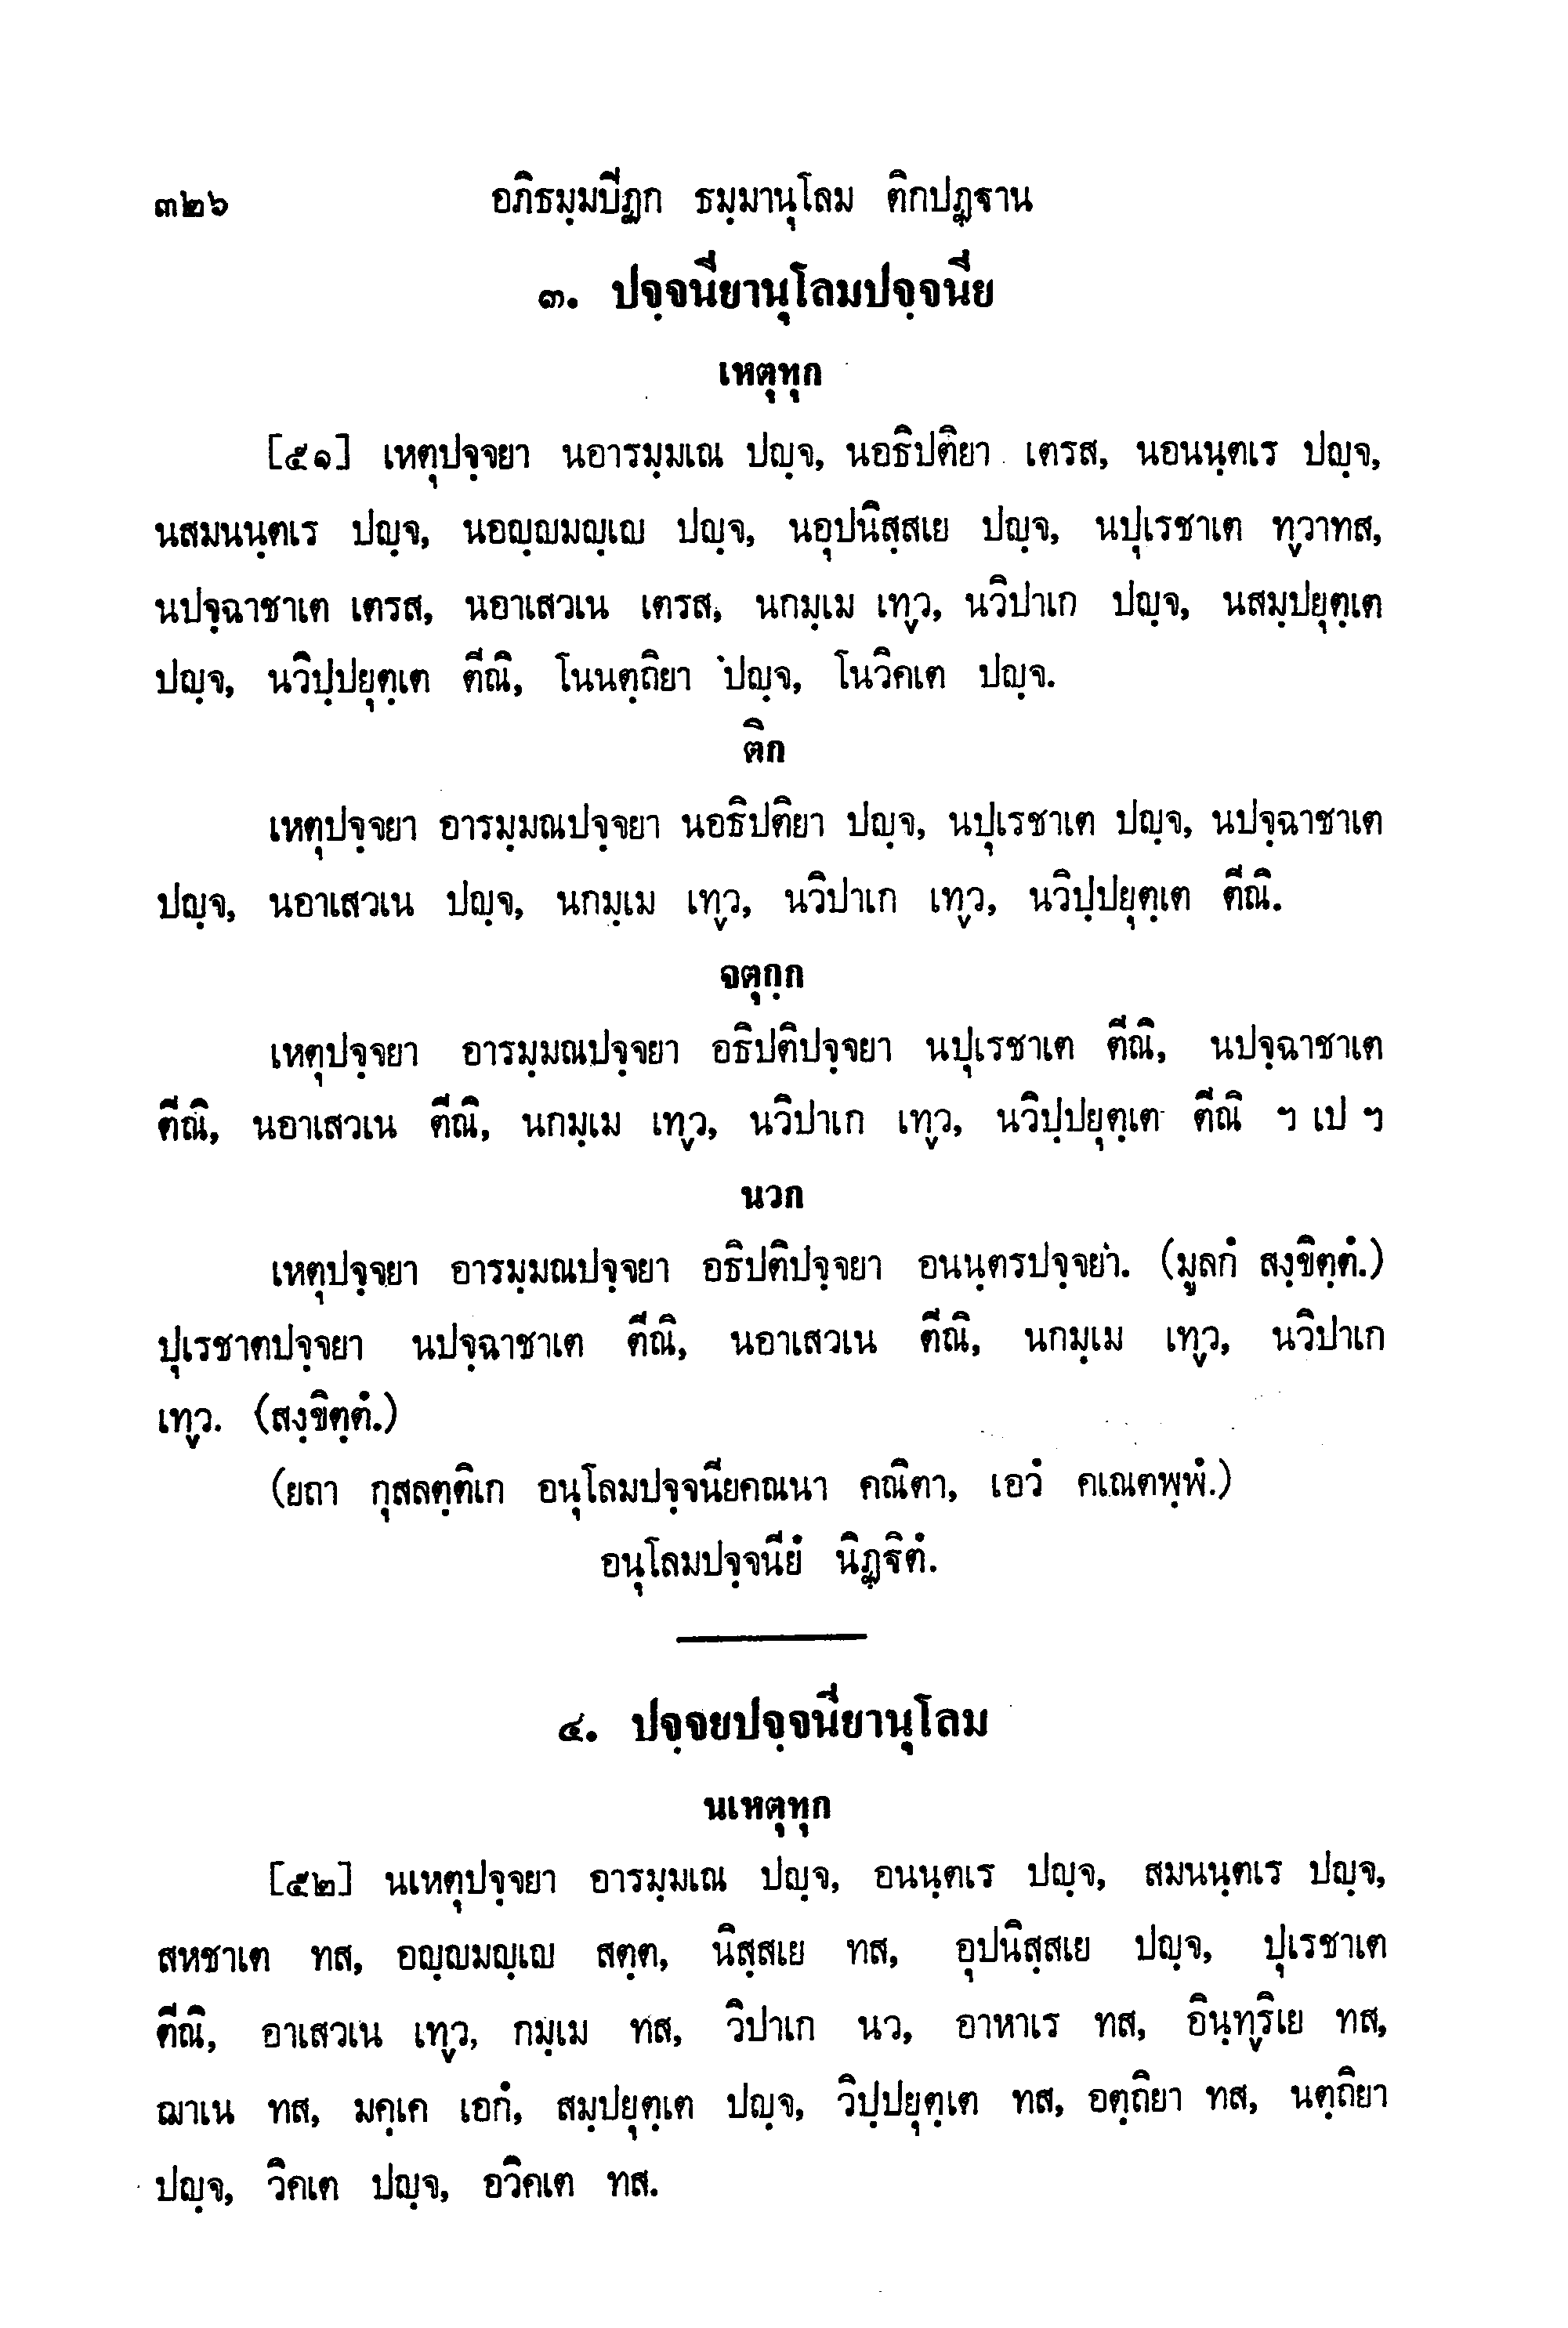 ๓๒๖ อภิธมฺมปีฏก ธมฺมานุโลม ติกปฏฺฐาน
๓. ปจฺจนียานุโลมปจฺจนีย
เหตุทุก
[๕๑] เหตุปจฺจยา นอารมฺมเณ ปญฺจ, นอธิปติยา เตรส, นอนนฺตเร ปญฺจ,
นสมนนฺตเร ปญฺจ, นอญฺญมญฺเญ ปญฺจ, นอุปนิสฺสเย ปญฺจ, นปุเรชาเต ทฺวาทส,
นปจฺฉาชาเต เตรส, นอาเสวเน เตรส, นกมฺเม เทฺว, นวิปาเก ปญฺจ, นสมฺปยุตฺเต
ปญฺจ, นวิปฺปยุตฺเต ตีณิ, โนนตฺถิยา ปญฺจ, โนวิคเต ปญฺจ.
ติก
เหตุปจฺจยา อารมฺมณปจฺจยา นอธิปติยา ปญฺจ, นปุเรชาเต ปญฺจ, นปจฺฉาชาเต
ปญฺจ, นอาเสวเน ปญฺจ, นกมฺเม เทฺว, นวิปาเก เทฺว, นวิปฺปยุตฺเต ตีณิ.
จตุกฺก
เหตุปจฺจยา อารมฺมณปจฺจยา อธิปติปจฺจยา นปุเรชาเต ตีณิ, นปจฺฉาชาเต
ตีณิ, นอาเสวเน ตีณิ, นกมฺเม เทฺว, นวิปาเก เทฺว, นวิปฺปยุตฺเต ตีณิ ฯ เป ฯ
นวก
เหตุปจฺจยา อารมฺมณปจฺจยา อธิปติปจฺจยา อนนฺตรปจฺจยา. (มูลกํ สงฺขิตฺตํ.)
ปุเรชาตปจฺจยา นปจฺฉาชาเต ตีณิ, นอาเสวเน ตีณิ, นกมฺเม เทฺว, นวิปาเก
เทฺว. (สงฺขิตฺตํ.)
(ยถา กุสลตฺติเก อนุโลมปจฺจนียคณนา คณิตา, เอวํ คเณตพฺพํ.)
อนุโลมปจฺจนียํ นิฏฺฐิตํ.
๔. ปจฺจยปจฺจนียานุโลม
นเหตุทุก
[๕๒] นเหตุปจฺจยา อารมฺมเณ ปญฺจ, อนนฺตเร ปญฺจ, สมนนฺตเร ปญฺจ,
สหชาเต ทส, อญฺญมญฺเญ สตฺต, นิสฺสเย ทส, อุปนิสฺสเย ปญฺจ, ปุเรชาเต
ตีณิ, อาเสวเน เทฺว, กมฺเม ทส, วิปาเก นว, อาหาเร ทส, อินฺทฺริเย ทส,
ฌาเน ทส, มคฺเค เอกํ, สมฺปยุตฺเต ปญฺจ, วิปฺปยุตฺเต ทส, อตฺถิยา ทส, นตฺถิยา
ปญฺจ, วิคเต ปญฺจ, อวิคเต ทส.